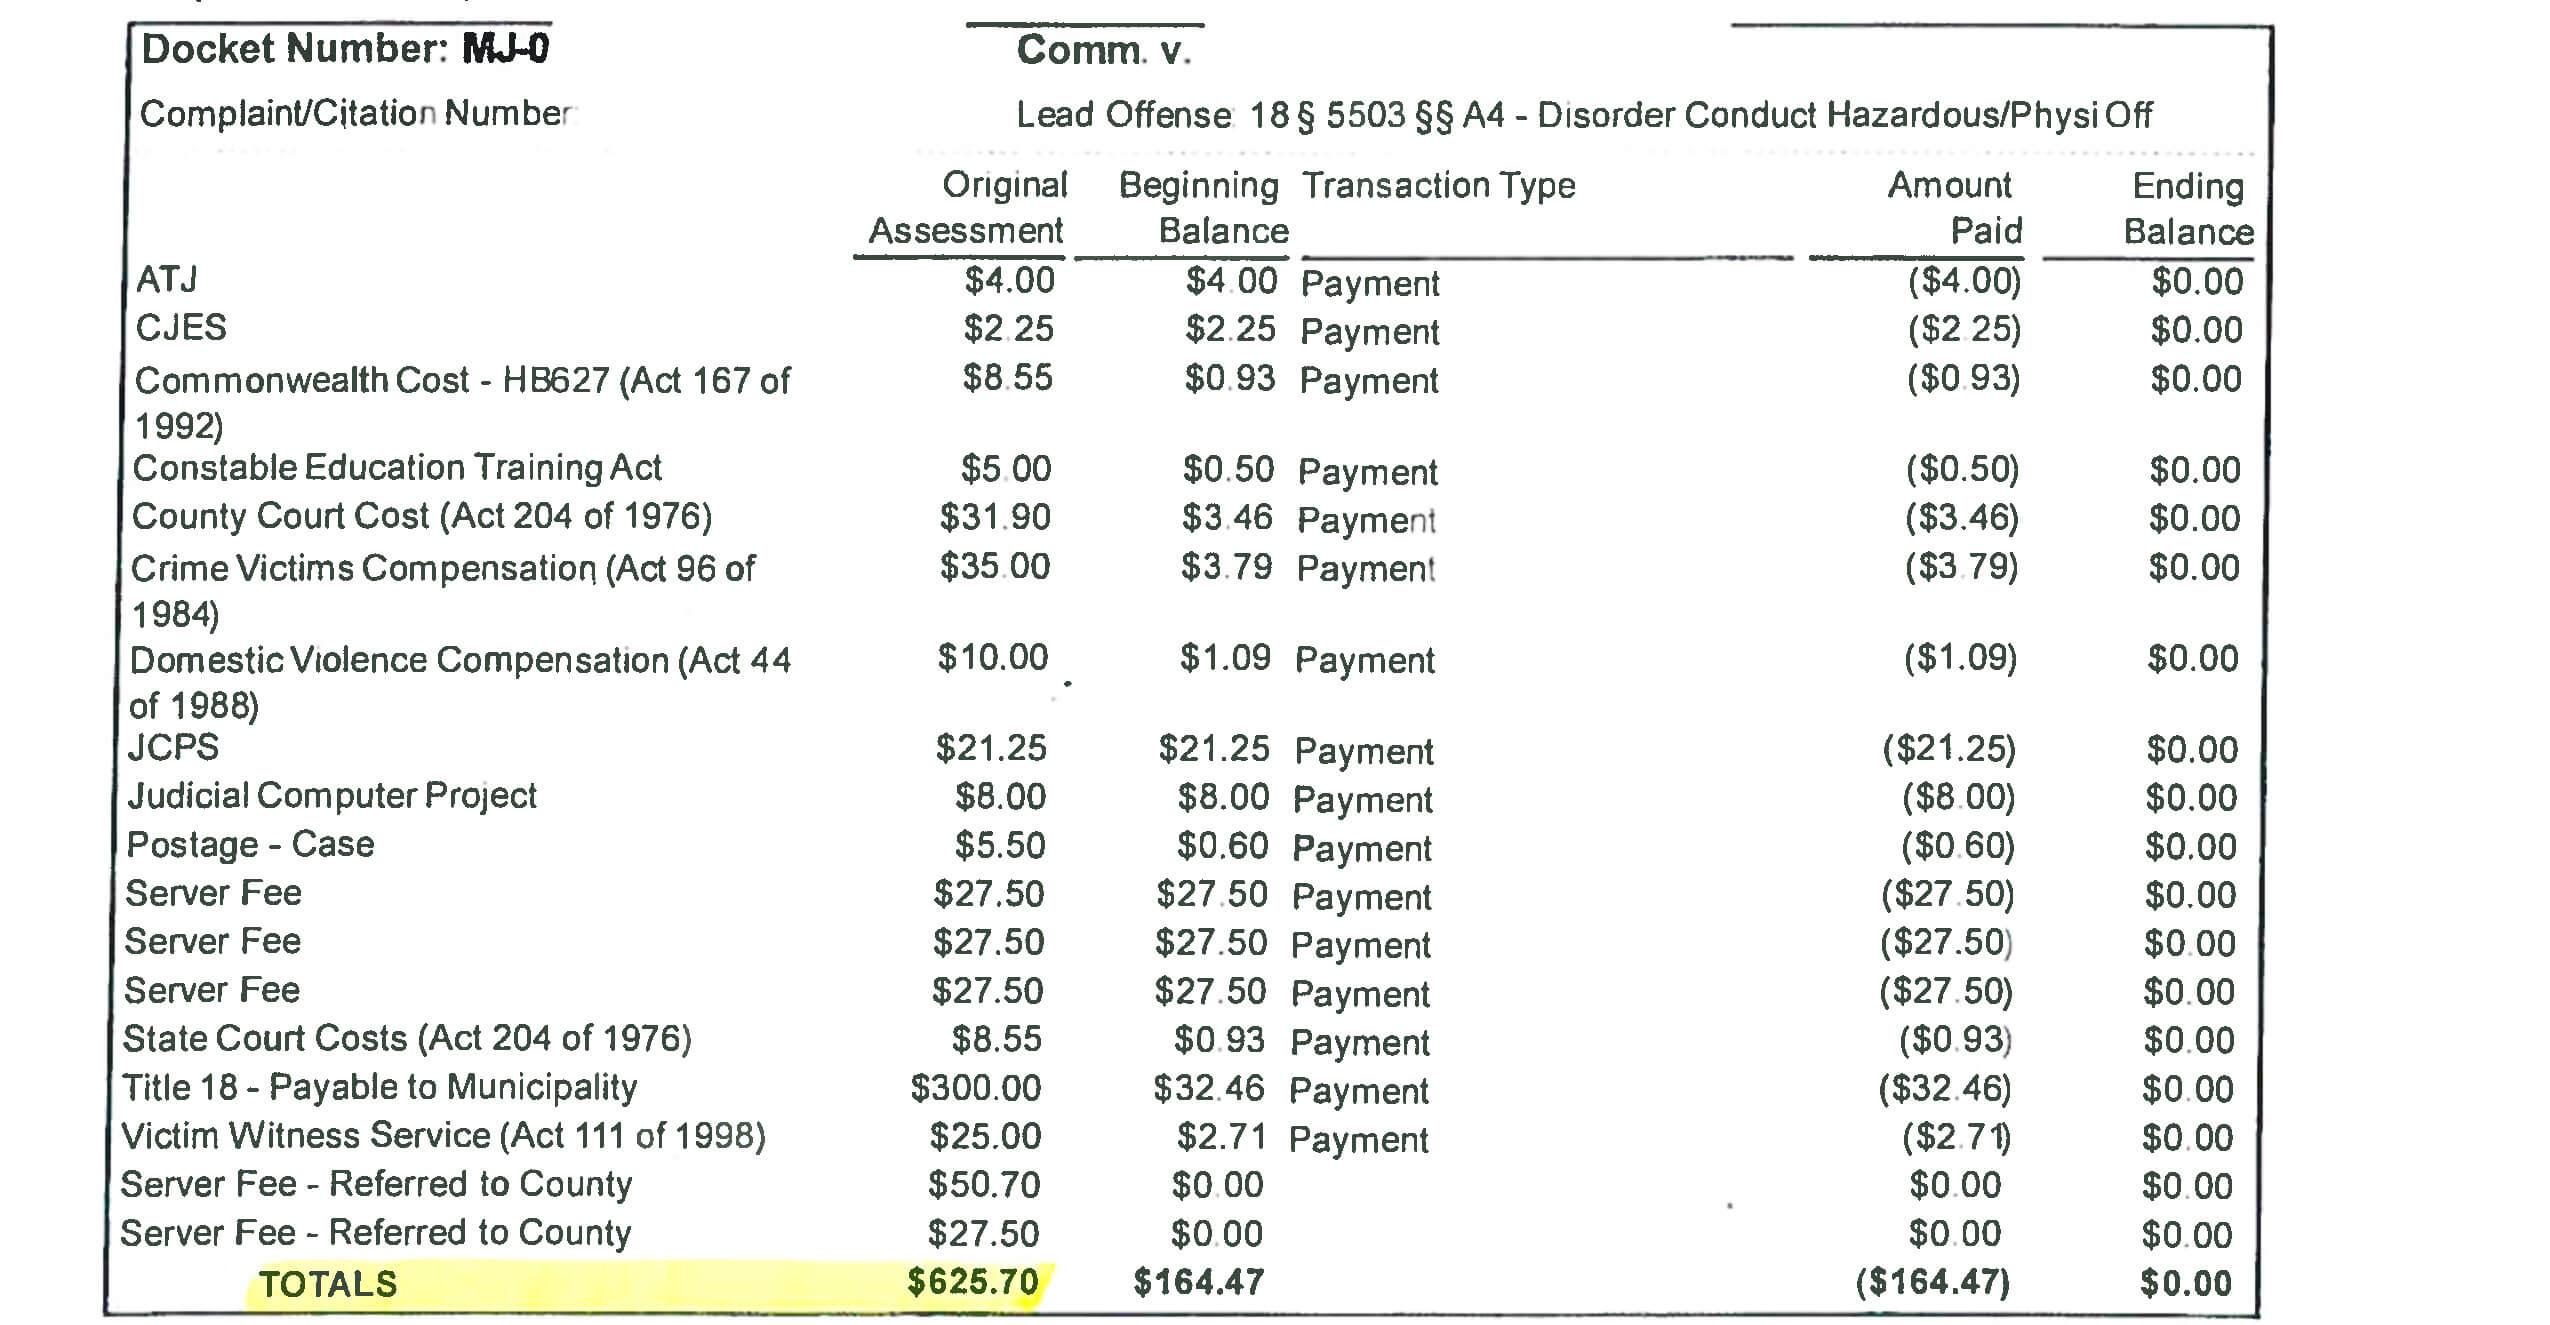 Docket Number: MJ-0 Comm. v.
Complaint/Citation Number: Lead Offense: 18 § 5503 §§ A4 - Disorder Conduct Hazardous/Physi Off
Original Beginning Transaction Type Amount Ending
Assessment Balance Paid Balance
ATJ $4.00 $4.00 Payment ($4.00) $0.00
CJES $2.25 $2.25 Payment ($2.25) $0.00
Commonwealth Cost - HB627 (Act 167 of $8.55 $0.93 Payment ($0.93) $0.00
1992)
Constable Education Training Act $5.00 $0.50 Payment ($0.50) $0.00
County Court Cost (Act 204 of 1976) $31.90 $3.46 Payment ($3.46) $0.00
Crime Victims Compensation (Act 96 of $35.00 $3.79 Payment ($3.79) $0.00
1984)
Domestic Violence Compensation (Act 44 $10.00 $1.09 Payment ($1.09) $0.00
of 1988)
JCPS $21.25 $21.25 Payment ($21.25) $0.00
Judicial Computer Project $8.00 $8.00 Payment ($8.00) $0.00
Postage - Case $5.50 $0.60 Payment ($0.60) $0.00
Server Fee $27.50 $27.50 Payment ($27.50) $0.00
Server Fee $27.50 $27.50 Payment ($27.50) $0.00
Server Fee $27.50 $27.50 Payment ($27.50) $0.00
State Court Costs (Act 204 of 1976) $8.55 $0.93 Payment ($0.93) $0.00
Title 18 - Payable to Municipality $300.00 $32.46 Payment ($32.46) $0.00
Victim Witness Service (Act 111 of 1998) $25.00 $2.71 Payment ($2.71) $0.00
Server Fee - Referred to County $50.70 $0.00 $0.00 $0.00
Server Fee - Referred to County $27.50 $0.00 $0.00 $0.00
TOTALS $625.70 $164.47 ($164.47) $0.00